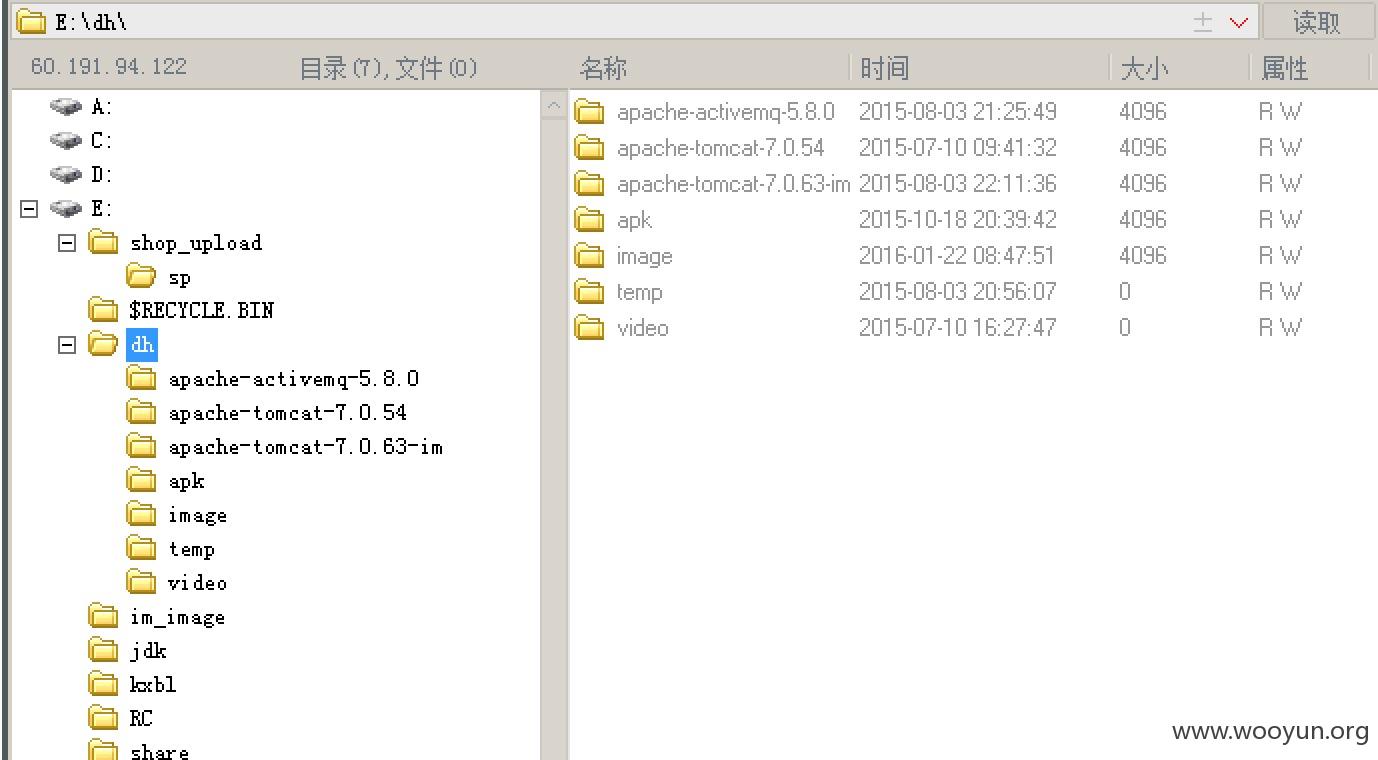 E:\dh\
读取
60.191.94.122
目录(7),文件(0)
名称 时间 大小 属性
A:
C:
D:
E:
shop_upload
sp
$RECYCLE.BIN
dh
apache-activemq-5.8.0
apache-tomcat-7.0.54
apache-tomcat-7.0.63-im
apk
image
temp
video
im_image
jdk
kxbl
RC
share
apache-activemq-5.8.0 2015-08-03 21:25:49 4096 R W
apache-tomcat-7.0.54 2015-07-10 09:41:32 4096 R W
apache-tomcat-7.0.63-im 2015-08-03 22:11:36 4096 R W
apk 2015-10-18 20:39:42 4096 R W
image 2016-01-22 08:47:51 4096 R W
temp 2015-08-03 20:56:07 0 R W
video 2015-07-10 16:27:47 0 R W
www.wooyun.org